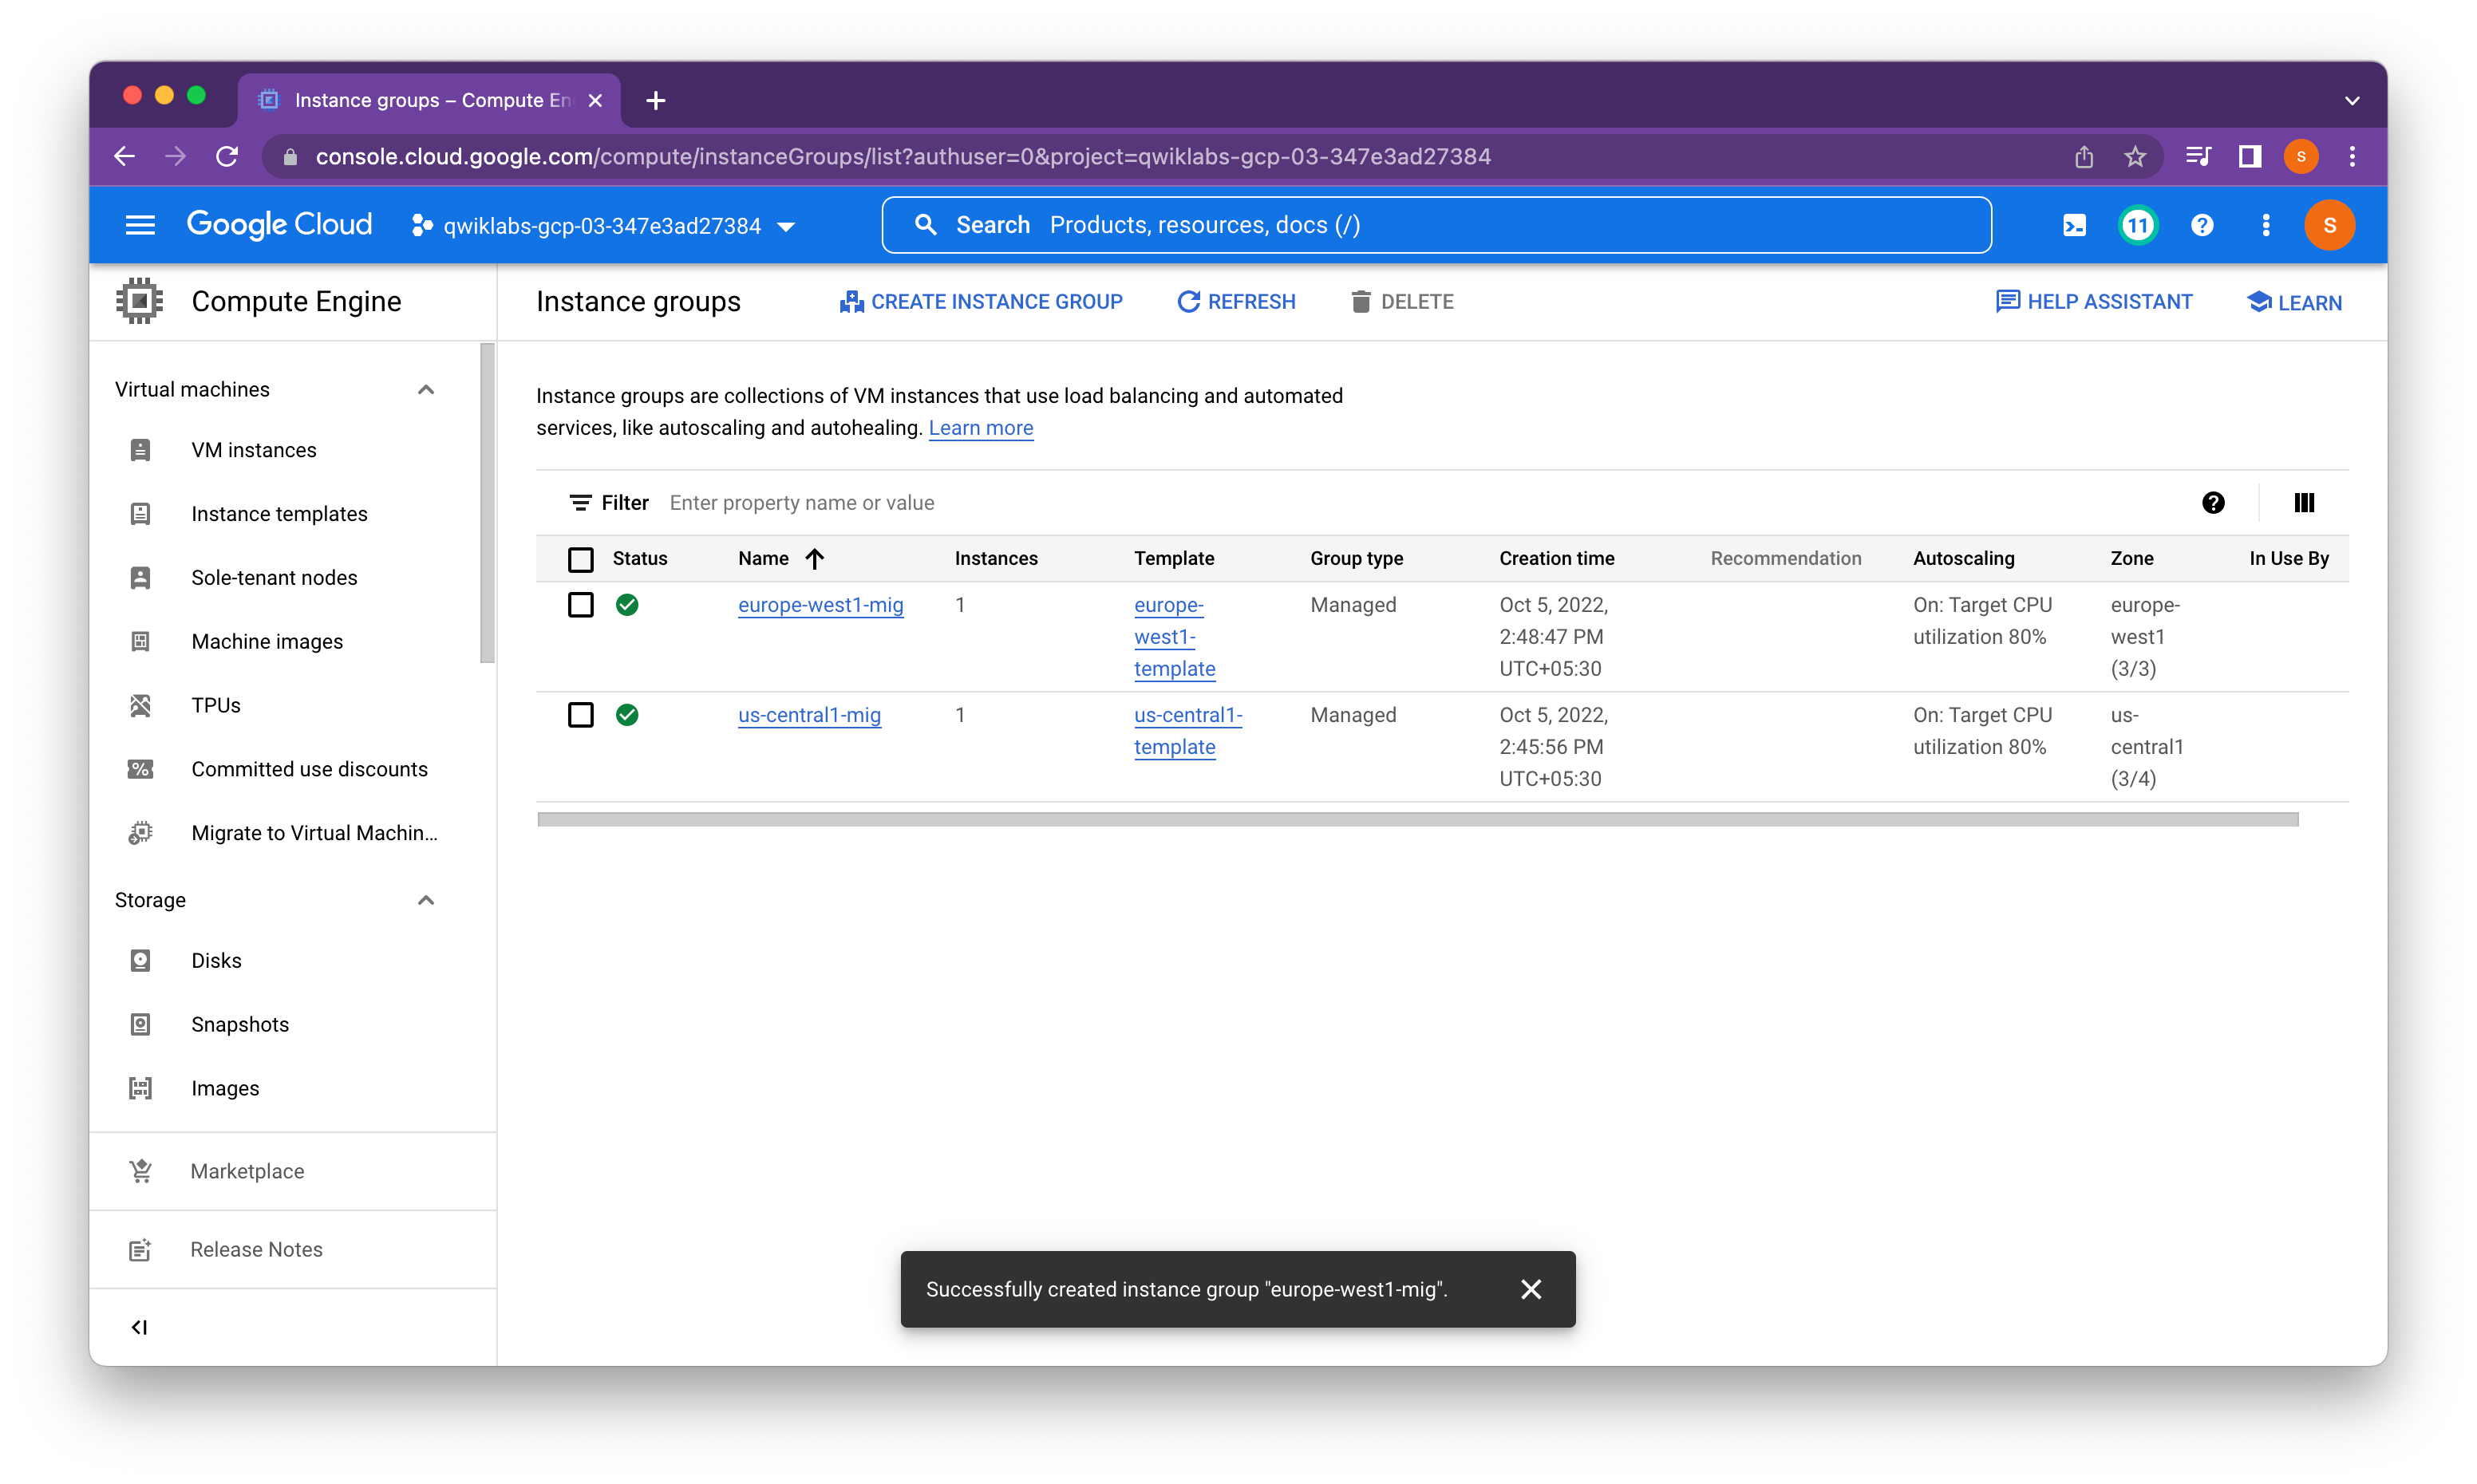 Instance groups – Compute En
console.cloud.google.com/compute/instanceGroups/list?authuser=0&project=qwiklabs-gcp-03-347e3ad27384
S
Google Cloud
qwiklabs-gcp-03-347e3ad27384
Search Products, resources, docs (/)
11
S
Compute Engine
Instance groups
CREATE INSTANCE GROUP
REFRESH
DELETE
HELP ASSISTANT
LEARN
Virtual machines
VM instances
Instance templates
Sole-tenant nodes
Machine images
TPUs
Committed use discounts
Migrate to Virtual Machin...
Storage
Disks
Snapshots
Images
Marketplace
Release Notes
Instance groups are collections of VM instances that use load balancing and automated
services, like autoscaling and autohealing. Learn more
Filter Enter property name or value
Status Name Instances Template Group type Creation time Recommendation Autoscaling Zone In Use By
europe-west1-mig 1 europe- Managed Oct 5, 2022, On: Target CPU europe-
west1- 2:48:47 PM utilization 80% west1
template UTC+05:30 (3/3)
us-central1-mig 1 us-central1- Managed Oct 5, 2022, On: Target CPU us-
template 2:45:56 PM utilization 80% central1
UTC+05:30 (3/4)
Successfully created instance group "europe-west1-mig".